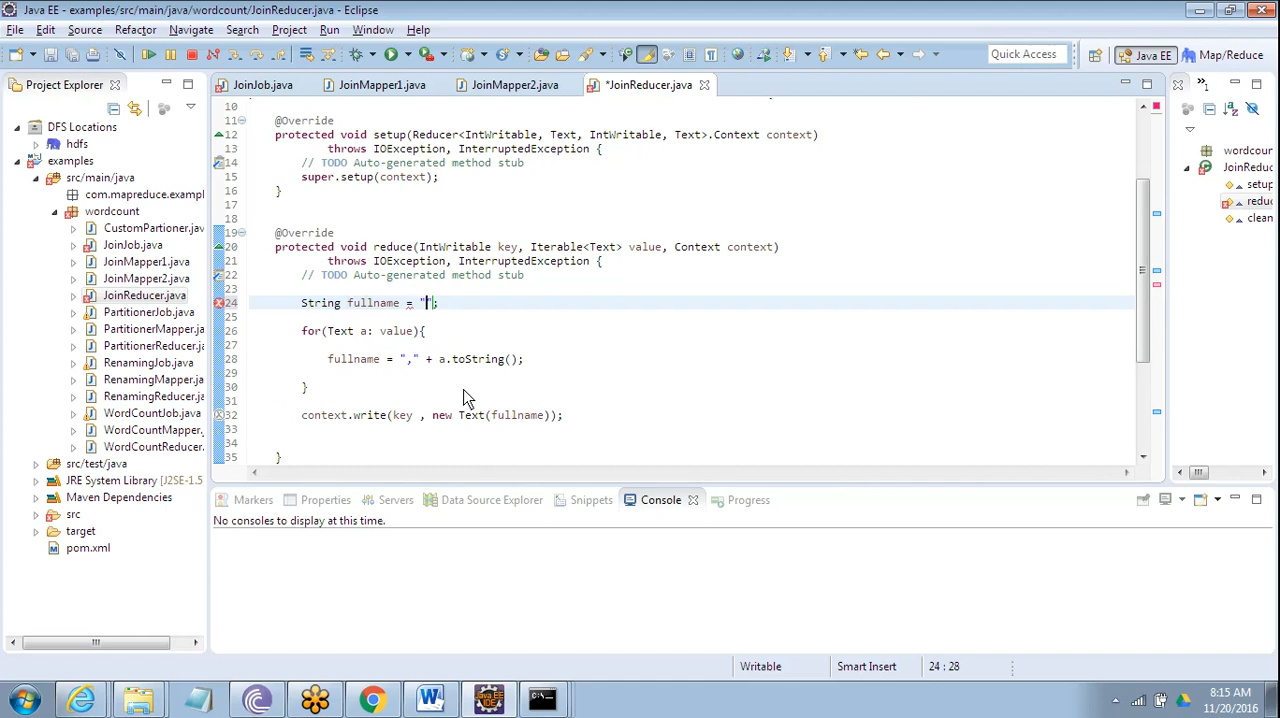 Java EE - examples/src/main/java/wordcount/JoinReducer.java - Eclipse
File Edit Source Refactor Navigate Search Project Run Window Help
Quick Access Java EE Map/Reduce
Project Explorer
JoinJob.java JoinMapper1.java JoinMapper2.java *JoinReducer.java
»1
DFS Locations
hdfs
examples
src/main/java
com.mapreduce.exampl
wordcount
CustomPartioner.java
JoinJob.java
JoinMapper1.java
JoinMapper2.java
JoinReducer.java
PartitionerJob.java
PartitionerMapper.java
PartitionerReducer.java
RenamingJob.java
RenamingMapper.java
RenamingReducer.java
WordCountJob.java
WordCountMapper.java
WordCountReducer.
src/test/java
JRE System Library [J2SE-1.5
Maven Dependencies
src
target
pom.xml
10
11 @Override
12 protected void setup(Reducer<IntWritable, Text, IntWritable, Text>.Context context)
13 throws IOException, InterruptedException {
14 // TODO Auto-generated method stub
15 super.setup(context);
16 }
17
18
19 @Override
20 protected void reduce(IntWritable key, Iterable<Text> value, Context context)
21 throws IOException, InterruptedException {
22 // TODO Auto-generated method stub
23
24 String fullname = "";
25
26 for(Text a: value){
27
28 fullname = "," + a.toString();
29
30 }
31
32 context.write(key , new Text(fullname));
33
34
35 }
wordcoun
JoinReduc
setup
reduc
clean
Markers Properties Servers Data Source Explorer Snippets Console Progress
No consoles to display at this time.
Writable Smart Insert 24 : 28
8:15 AM
11/20/2016